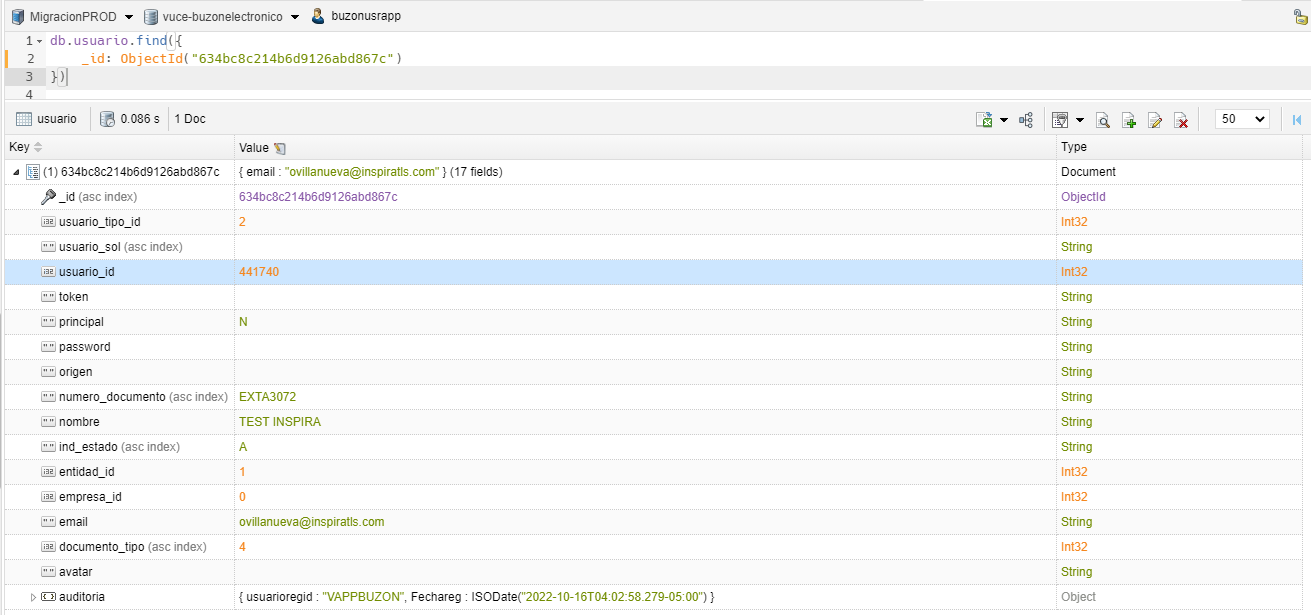 MigracionPROD vuce-buzonelectronico buzonusrapp
1 db.usuario.find({
2 _id: ObjectId("634bc8c214b6d9126abd867c")
3 })
4
usuario 0.086 s 1 Doc 50
Key Value Type
(1) 634bc8c214b6d9126abd867c { email : "ovillanueva@inspiratls.com" } (17 fields) Document
_id (asc index) 634bc8c214b6d9126abd867c ObjectId
usuario_tipo_id 2 Int32
usuario_sol (asc index) String
usuario_id 441740 Int32
token String
principal N String
password String
origen String
numero_documento (asc index) EXTA3072 String
nombre TEST INSPIRA String
ind_estado (asc index) A String
entidad_id 1 Int32
empresa_id 0 Int32
email ovillanueva@inspiratls.com String
documento_tipo (asc index) 4 Int32
avatar String
auditoria { usuarioregid : "VAPPBUZON", Fechareg : ISODate("2022-10-16T04:02:58.279-05:00") } Object